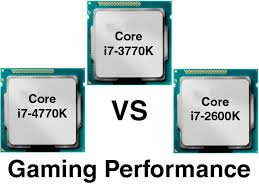 Core
i7-3770K
Core
i7-4770K
VS
Core
i7-2600K
Gaming Performance